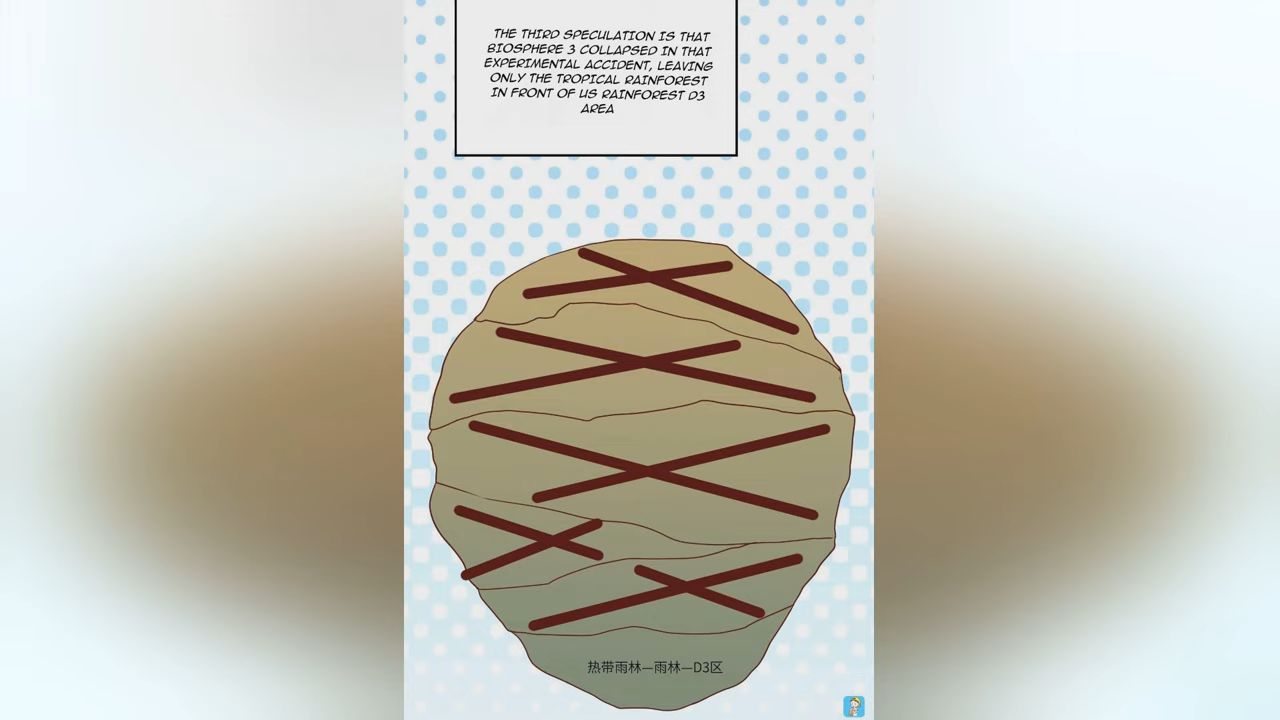 THE THIRD SPECULATION IS THAT
BIOSPHERE 3 COLLAPSED IN THAT
EXPERIMENTAL ACCIDENT, LEAVING
ONLY THE TROPICAL RAINFOREST
IN FRONT OF US RAINFOREST D3
AREA
热带雨林—雨林—D3区